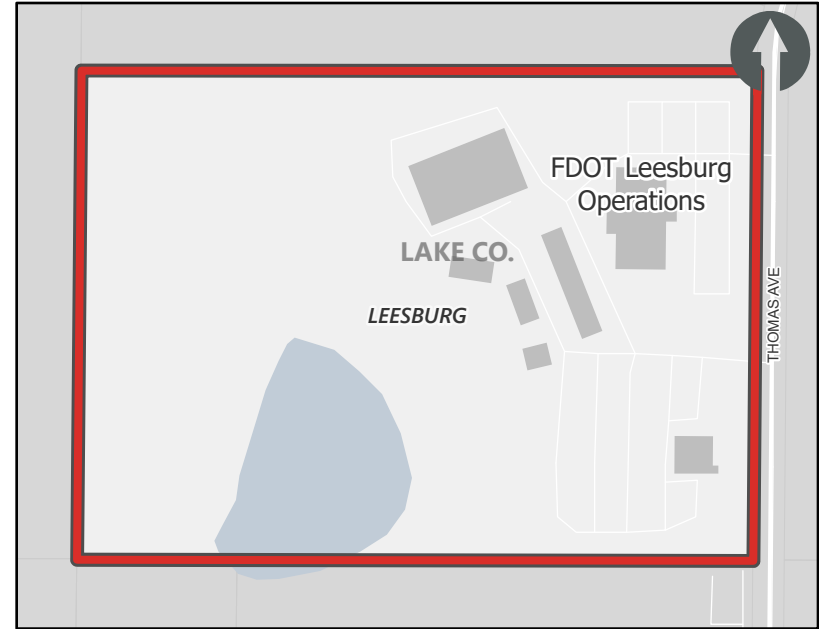 FDOT Leesburg
Operations
LAKE CO.
LEESBURG
THOMAS AVE